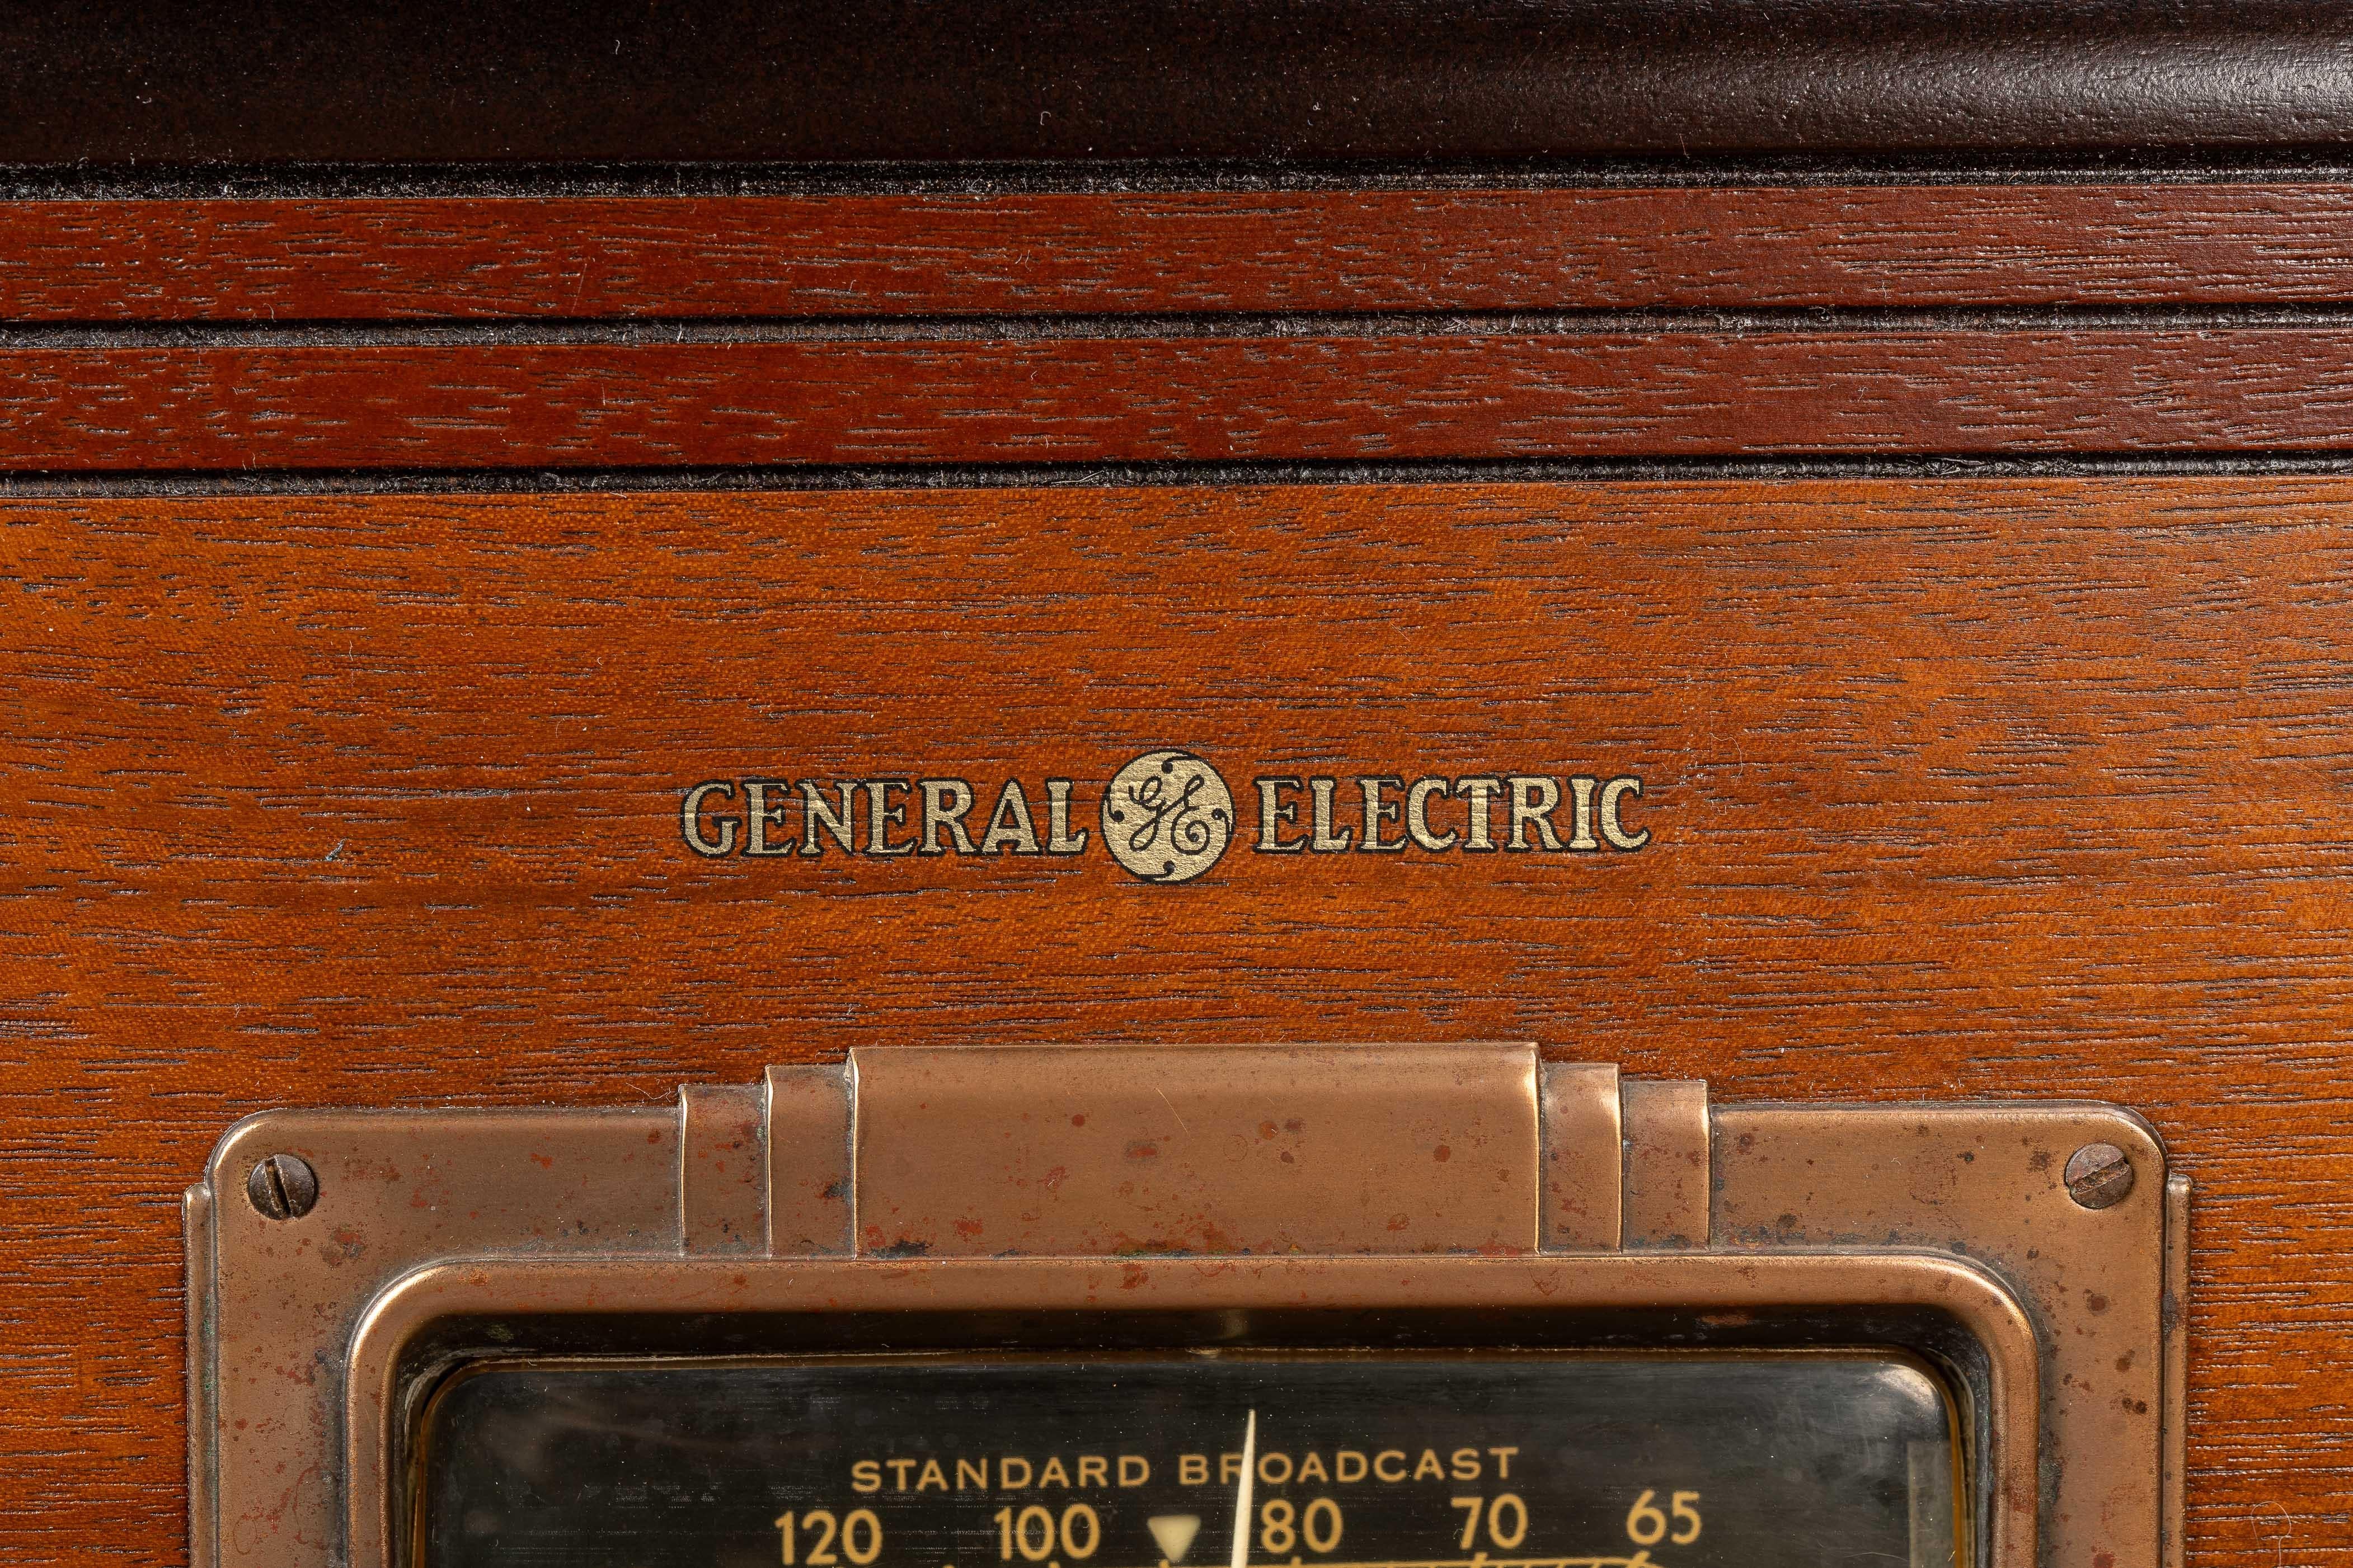 GENERAL GE ELECTRIC
STANDARD BROADCAST
120 100 80 70 65